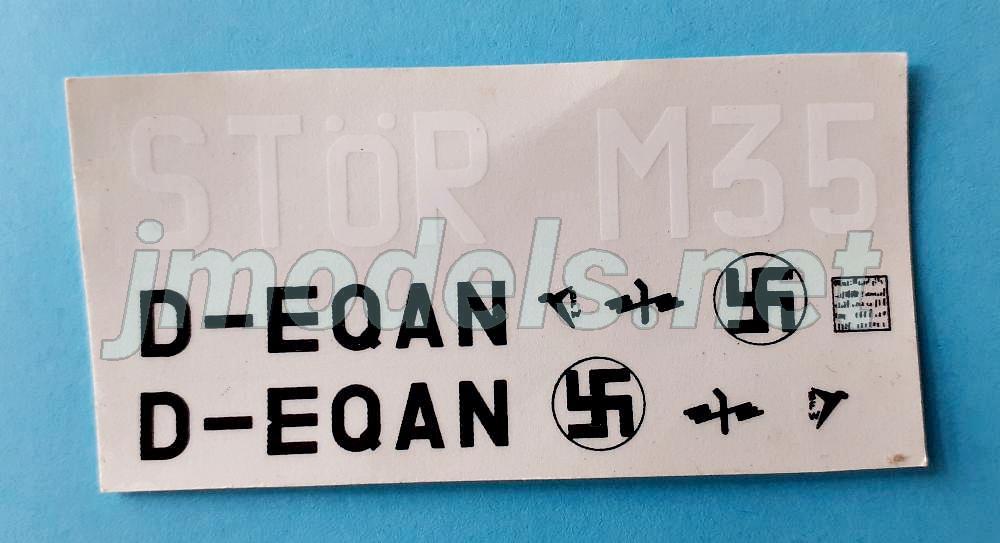 STÖR M35
jmodels.net
D-EQAN
D-EQAN